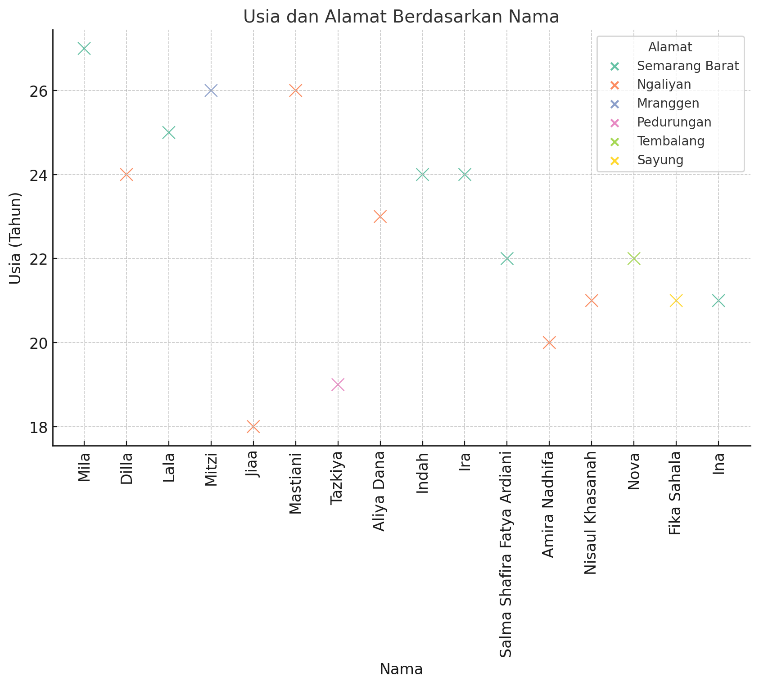 Usia dan Alamat Berdasarkan Nama
Alamat
Semarang Barat
Ngaliyan
Mranggen
Pedurungan
Tembalang
Sayung
Usia (Tahun)
26
24
22
20
18
Mila
Dilla
Lala
Mitzi
Jiaa
Mastiani
Tazkiya
Aliya Dana
Indah
Ira
Salma Shafira Fatya Ardiani
Amira Nadhifa
Nisaul Khasanah
Nova
Fika Sahala
Ina
Nama